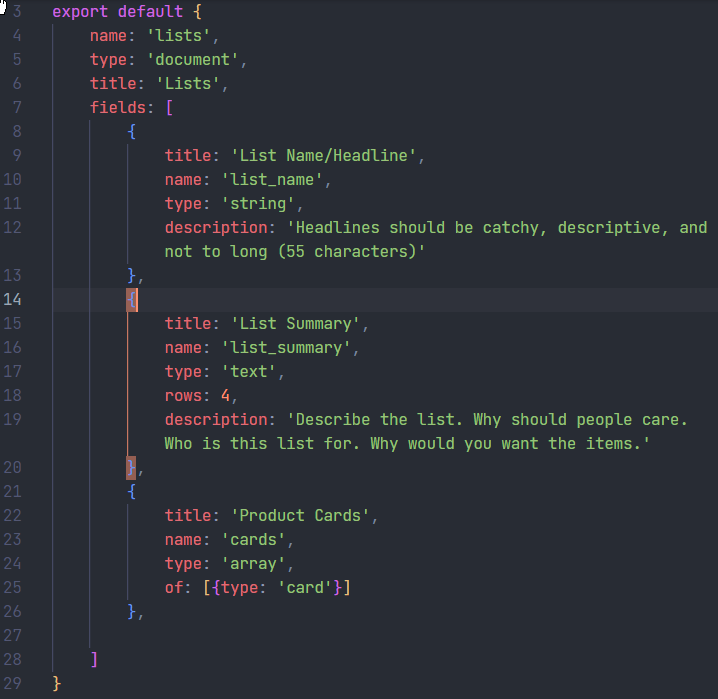 3 export default {
4 name: 'lists',
5 type: 'document',
6 title: 'Lists',
7 fields: [
8 {
9 title: 'List Name/Headline',
10 name: 'list_name',
11 type: 'string',
12 description: 'Headlines should be catchy, descriptive, and
not to long (55 characters)'
13 },
14 {
15 title: 'List Summary',
16 name: 'list_summary',
17 type: 'text',
18 rows: 4,
19 description: 'Describe the list. Why should people care.
Who is this list for. Why would you want the items.'
20 },
21 {
22 title: 'Product Cards',
23 name: 'cards',
24 type: 'array',
25 of: [{type: 'card'}]
26 },
27
28 ]
29 }